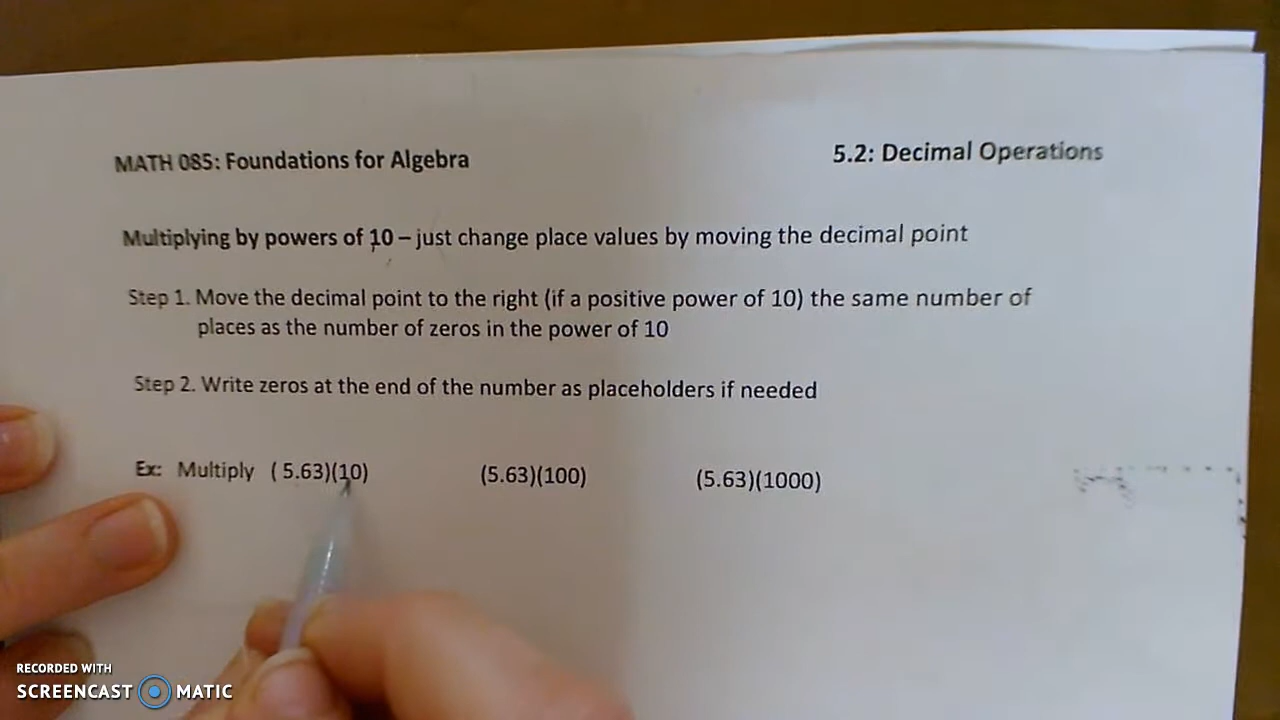 MATH 085: Foundations for Algebra 5.2: Decimal Operations
Multiplying by powers of 10 – just change place values by moving the decimal point
Step 1. Move the decimal point to the right (if a positive power of 10) the same number of
places as the number of zeros in the power of 10
Step 2. Write zeros at the end of the number as placeholders if needed
Ex: Multiply ( 5.63)(10) (5.63)(100) (5.63)(1000)
RECORDED WITH
SCREENCAST MATIC